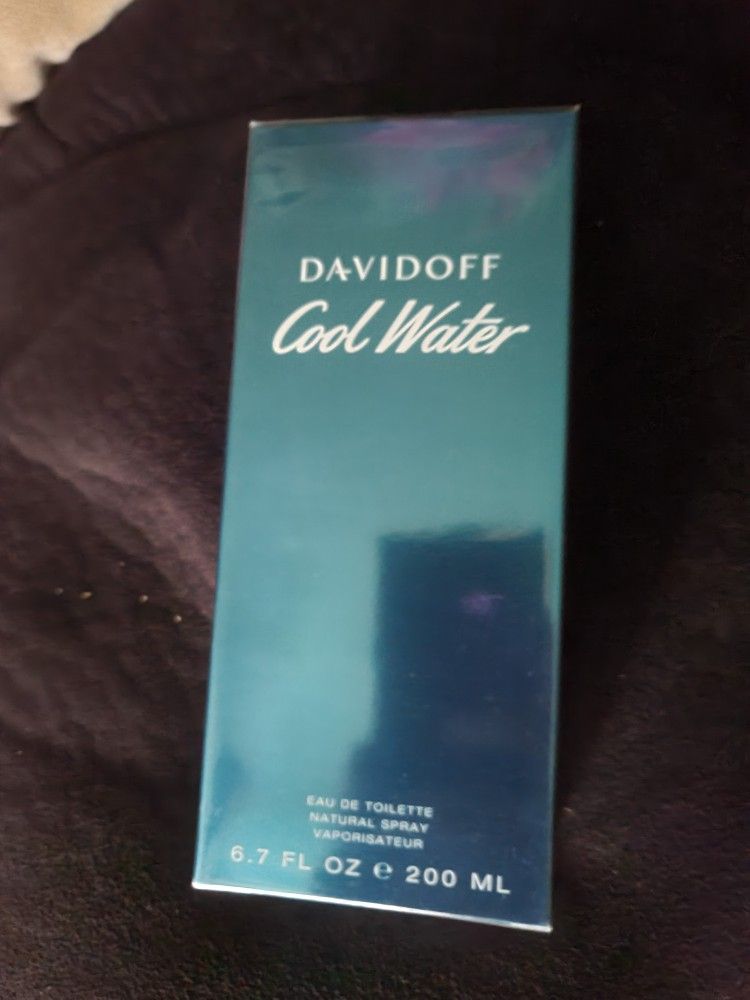 DAVIDOFF
Cool Water
EAU DE TOILETTE
NATURAL SPRAY
VAPORISATEUR
6.7 FL OZ ℮ 200 ML